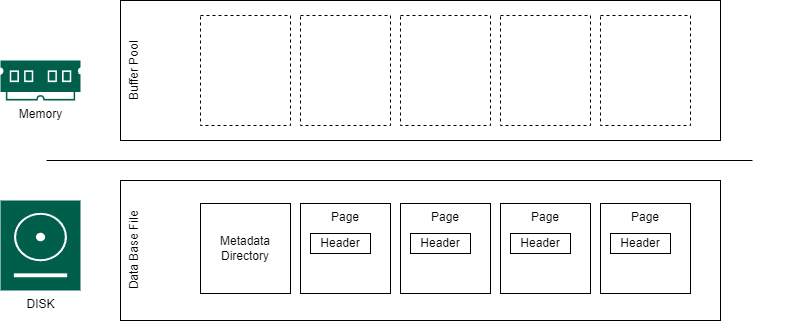 Buffer Pool
Memory
Data Base File
Metadata
Directory
Page
Header
Page
Header
Page
Header
Page
Header
DISK